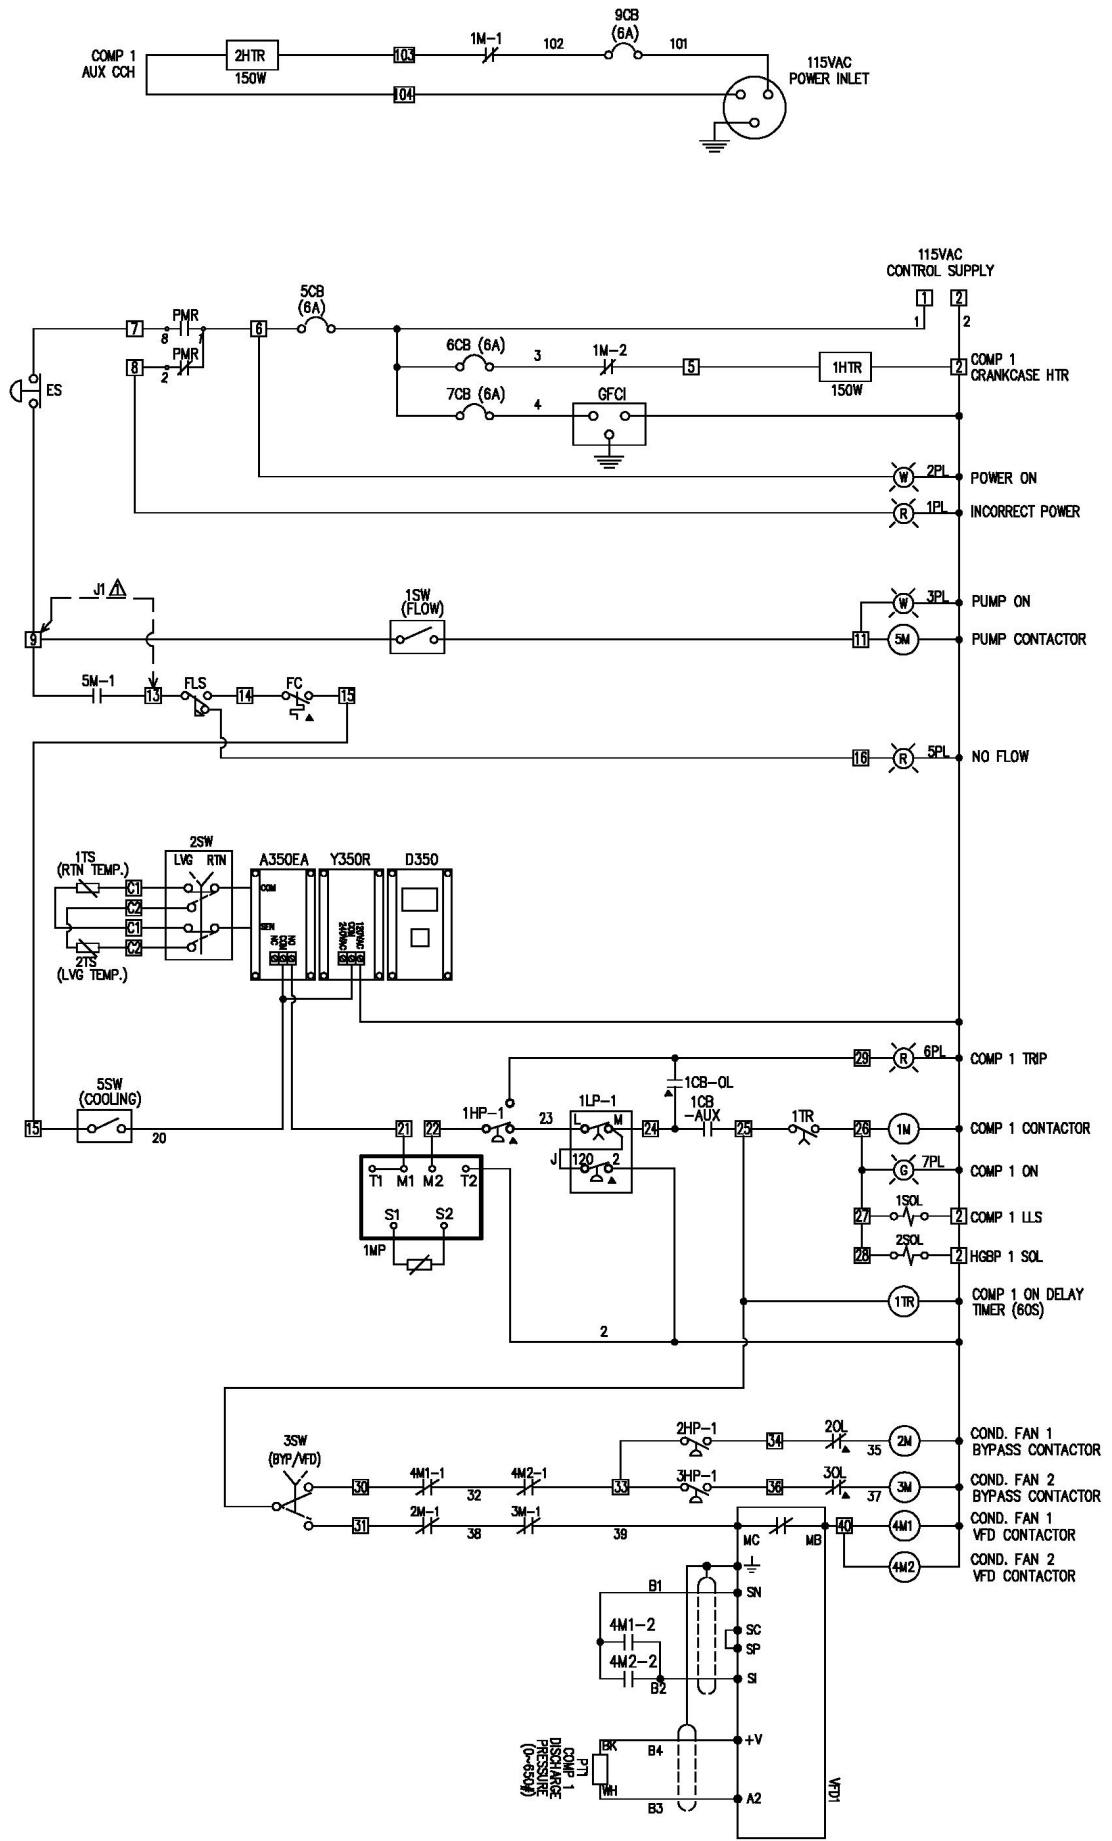 9CB
(6A)
COMP 1
AUX CCH
2HTR
150W
103
1M-1
102
101
104
115VAC
POWER INLET
115VAC
CONTROL SUPPLY
1
2
1
2
5CB
(6A)
7
PMR
8
1
6
8
PMR
2
6CB (6A)
3
1M-2
5
1HTR
150W
2
COMP 1
CRANKCASE HTR
ES
7CB (6A)
4
GFCI
W
2PL
POWER ON
R
1PL
INCORRECT POWER
J1
1
1SW
(FLOW)
W
3PL
PUMP ON
9
11
5M
PUMP CONTACTOR
5M-1
13
FLS
14
FC
15
16
R
5PL
NO FLOW
1TS
(RTN TEMP.)
C1
C2
C1
C2
2TS
(LVG TEMP.)
2SW
LVG RTN
A350EA
COM
SEN
NC
COM
NO
Y350R
240VAC
COM
120VAC
D350
29
R
6PL
COMP 1 TRIP
5SW
(COOLING)
15
20
21
22
1HP-1
23
1LP-1
L
M
J
120
2
1CB-OL
1CB
-AUX
24
25
1TR
26
1M
COMP 1 CONTACTOR
G
7PL
COMP 1 ON
T1
M1
M2
T2
S1
S2
1MP
27
1SOL
2
COMP 1 LLS
28
2SOL
2
HGBP 1 SOL
1TR
COMP 1 ON DELAY
TIMER (60S)
2
3SW
(BYP/VFD)
30
4M1-1
32
4M2-1
33
2HP-1
34
2OL
35
2M
COND. FAN 1
BYPASS CONTACTOR
3HP-1
36
3OL
37
3M
COND. FAN 2
BYPASS CONTACTOR
31
2M-1
38
3M-1
39
MC
MB
40
4M1
COND. FAN 1
VFD CONTACTOR
4M2
COND. FAN 2
VFD CONTACTOR
B1
SN
4M1-2
SC
SP
4M2-2
B2
SI
BK
B4
+V
PT1
COMP 1
DISCHARGE
PRESSURE
(0~650#)
WH
B3
A2
VFD1